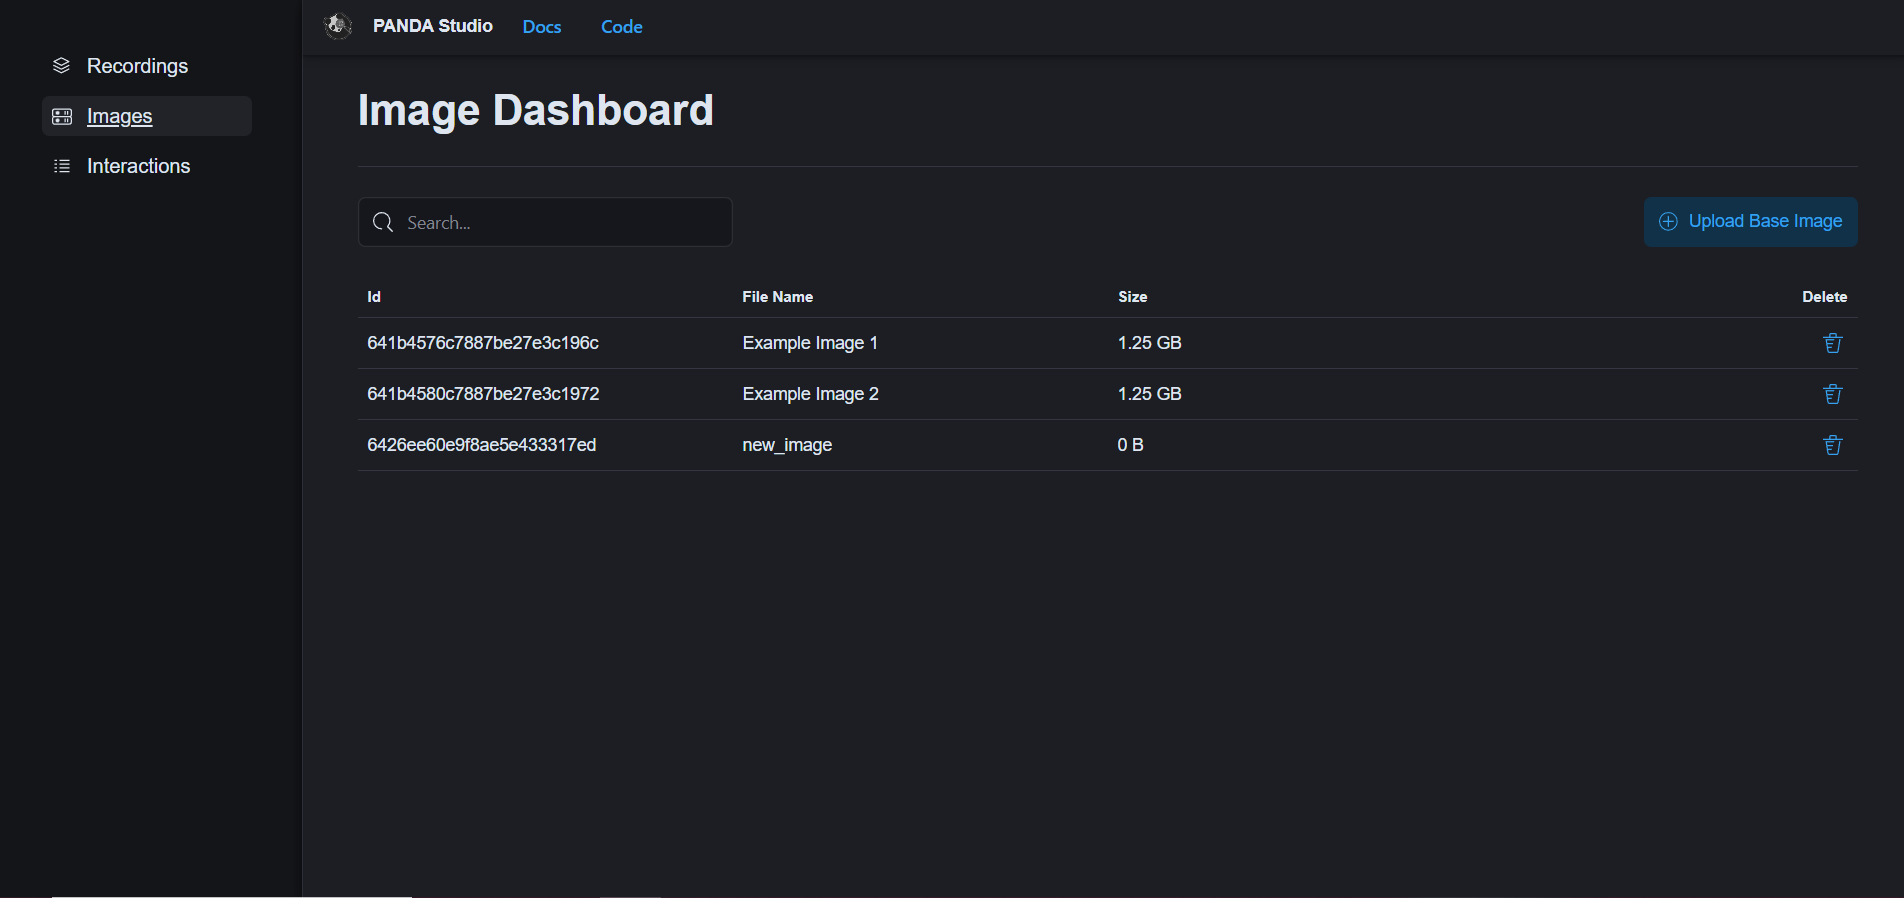 Recordings
Images
Interactions
PANDA Studio Docs Code
Image Dashboard
Search...
Upload Base Image
Id File Name Size Delete
641b4576c7887be27e3c196c Example Image 1 1.25 GB
641b4580c7887be27e3c1972 Example Image 2 1.25 GB
6426ee60e9f8ae5e433317ed new_image 0 B